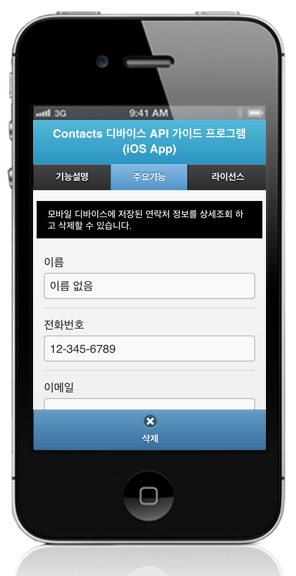 3G 9:41 AM
Contacts 디바이스 API 가이드 프로그램
(iOS App)
기능설명 주요기능 라이선스
모바일 디바이스에 저장된 연락처 정보를 상세조회 하
고 삭제할 수 있습니다.
이름
이름 없음
전화번호
12-345-6789
이메일
삭제